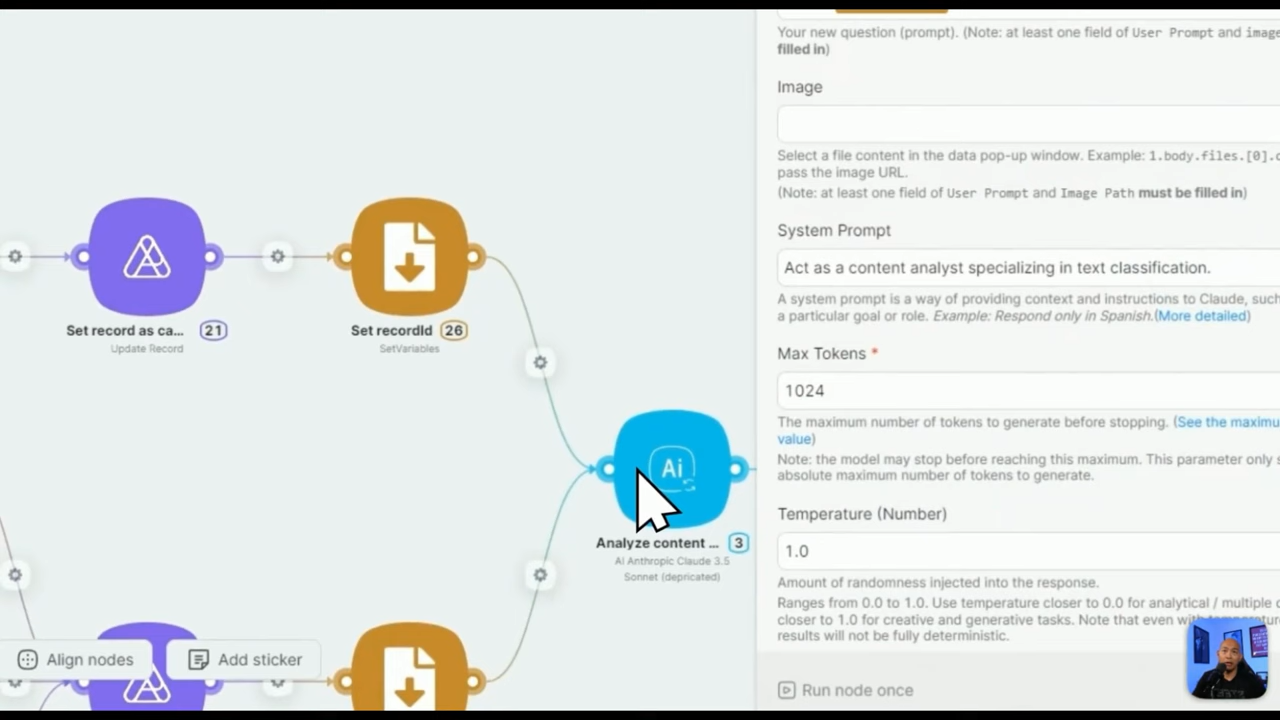 Your new question (prompt). (Note: at least one field of User Prompt and image
filled in)
Image
Select a file content in the data pop-up window. Example: 1.body.files.[0].
pass the image URL.
(Note: at least one field of User Prompt and Image Path must be filled in)
System Prompt
Act as a content analyst specializing in text classification.
A system prompt is a way of providing context and instructions to Claude, such
a particular goal or role. Example: Respond only in Spanish.(More detailed)
Max Tokens *
1024
The maximum number of tokens to generate before stopping. (See the maximu
value)
Note: the model may stop before reaching this maximum. This parameter only s
absolute maximum number of tokens to generate.
Temperature (Number)
1.0
Amount of randomness injected into the response.
Ranges from 0.0 to 1.0. Use temperature closer to 0.0 for analytical / multiple
closer to 1.0 for creative and generative tasks. Note that even with temperature
results will not be fully deterministic.
Run node once
Set record as ca... 21
Update Record
Set recordId 26
SetVariables
Ai
Analyze content ... 3
AI Anthropic Claude 3.5
Sonnet (depricated)
Align nodes
Add sticker